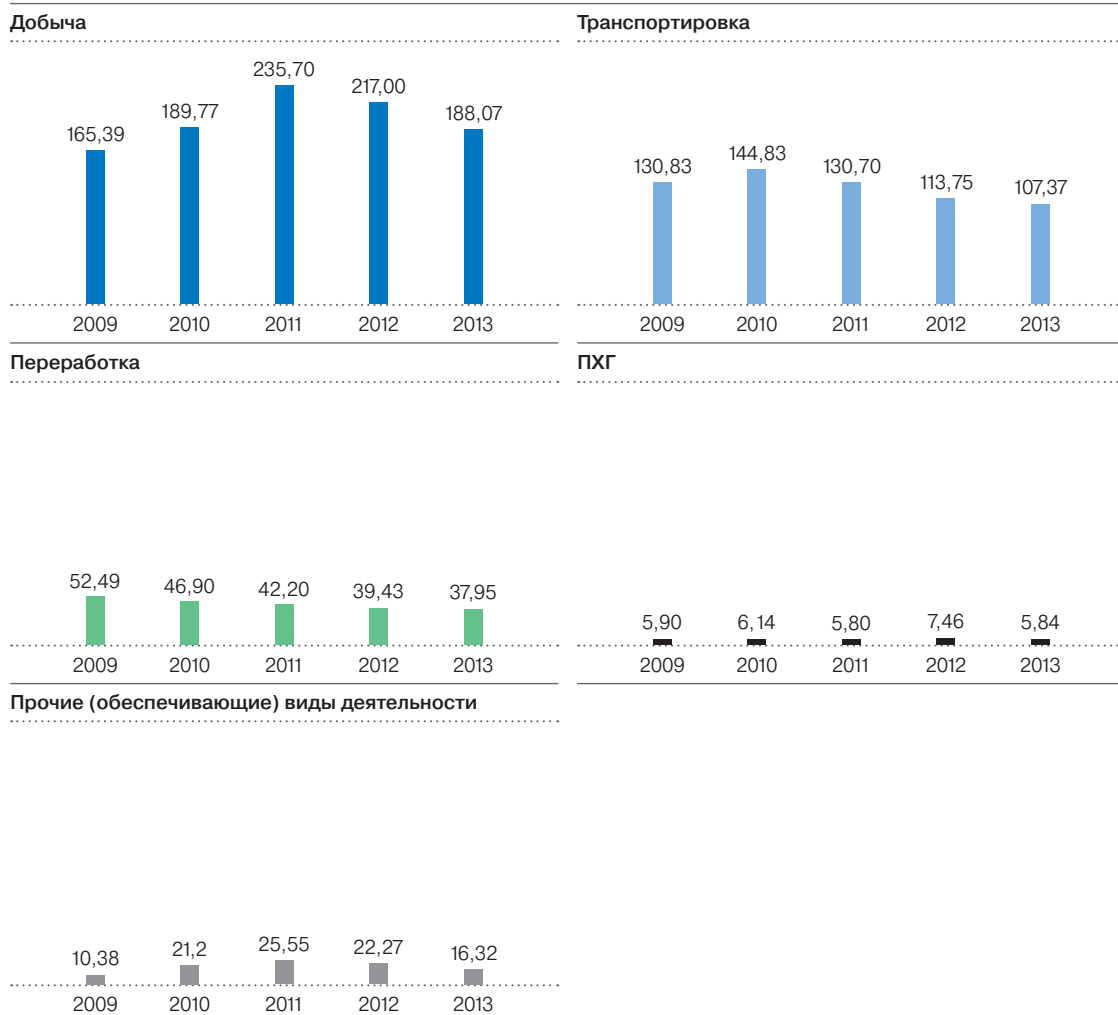 Добыча
235,70
217,00
189,77
188,07
165,39
2009 2010 2011 2012 2013
Транспортировка
144,83
130,83 130,70
113,75
107,37
2009 2010 2011 2012 2013
Переработка
52,49 46,90 42,20 39,43 37,95
2009 2010 2011 2012 2013
ПХГ
5,90 6,14 5,80 7,46 5,84
2009 2010 2011 2012 2013
Прочие (обеспечивающие) виды деятельности
10,38 21,2 25,55 22,27 16,32
2009 2010 2011 2012 2013